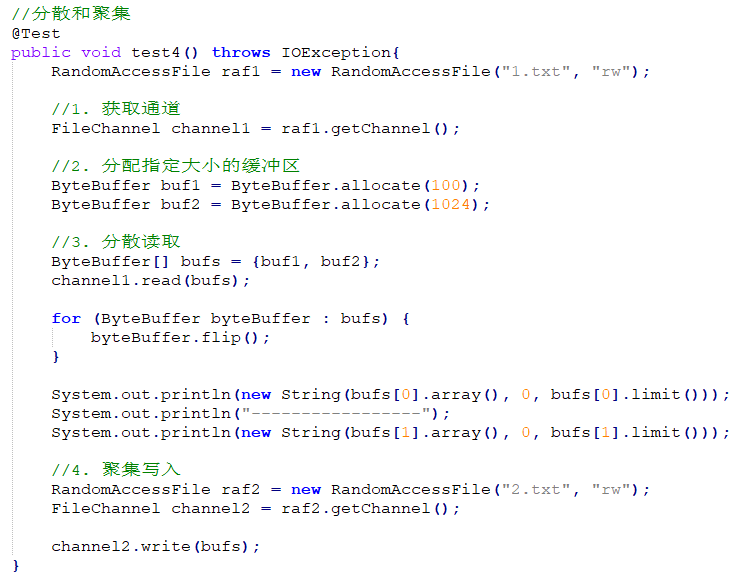 //分散和聚集
@Test
public void test4() throws IOException{
    RandomAccessFile raf1 = new RandomAccessFile("1.txt", "rw");

    //1. 获取通道
    FileChannel channel1 = raf1.getChannel();

    //2. 分配指定大小的缓冲区
    ByteBuffer buf1 = ByteBuffer.allocate(100);
    ByteBuffer buf2 = ByteBuffer.allocate(1024);

    //3. 分散读取
    ByteBuffer[] bufs = {buf1, buf2};
    channel1.read(bufs);

    for (ByteBuffer byteBuffer : bufs) {
        byteBuffer.flip();
    }

    System.out.println(new String(bufs[0].array(), 0, bufs[0].limit()));
    System.out.println("-----------------");
    System.out.println(new String(bufs[1].array(), 0, bufs[1].limit()));

    //4. 聚集写入
    RandomAccessFile raf2 = new RandomAccessFile("2.txt", "rw");
    FileChannel channel2 = raf2.getChannel();

    channel2.write(bufs);
}